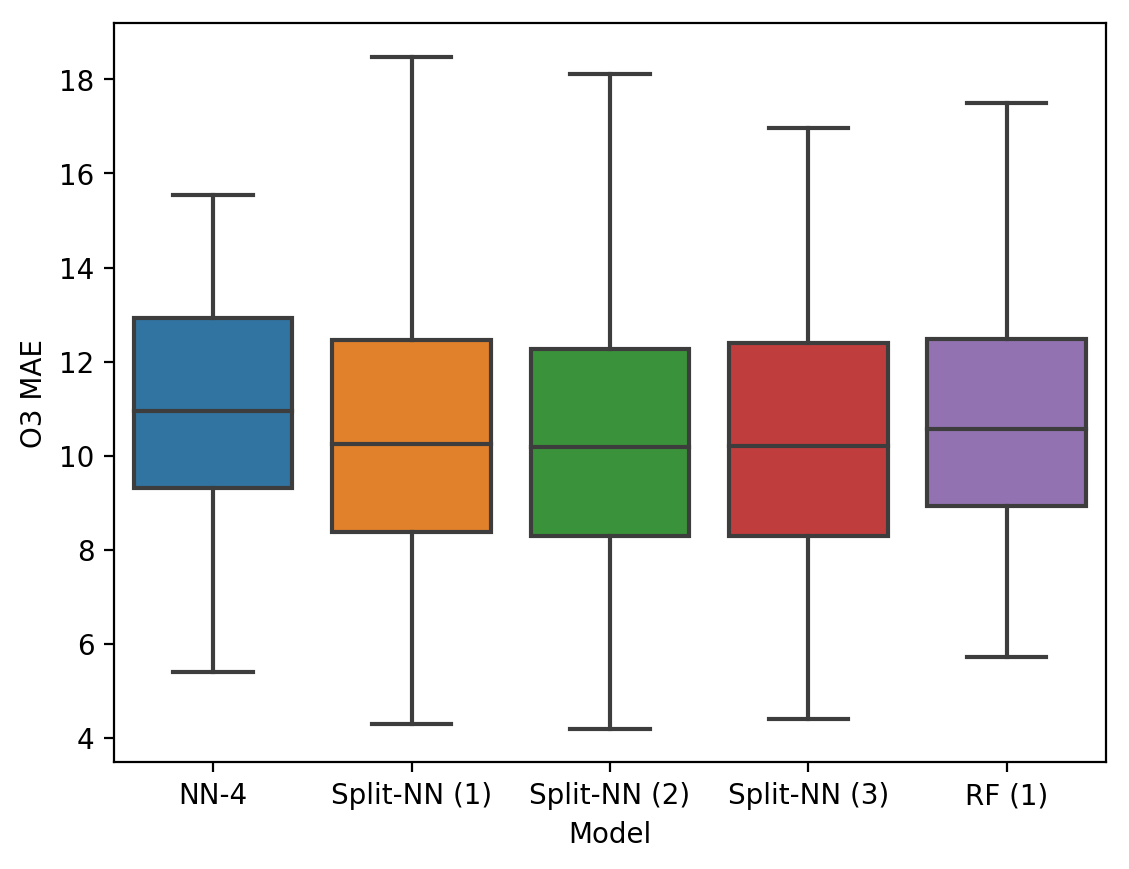 O3 MAE
18
16
14
12
10
8
6
4
NN-4 Split-NN (1) Split-NN (2) Split-NN (3) RF (1)
Model